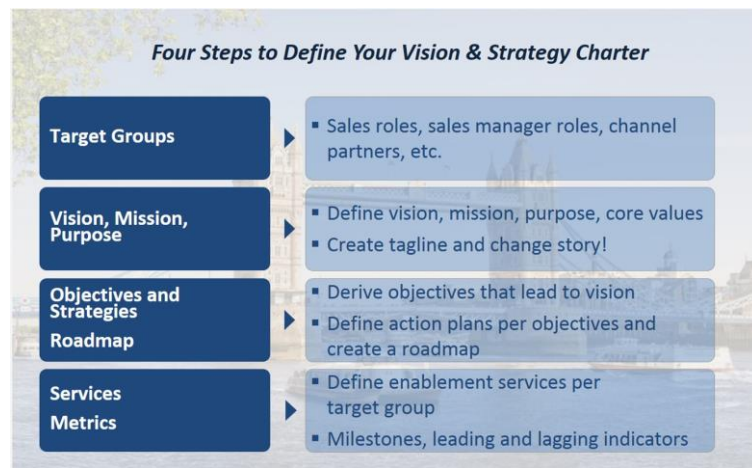 Four Steps to Define Your Vision & Strategy Charter
Target Groups
▪ Sales roles, sales manager roles, channel
partners, etc.
Vision, Mission,
Purpose
▪ Define vision, mission, purpose, core values
▪ Create tagline and change story!
Objectives and
Strategies
Roadmap
▪ Derive objectives that lead to vision
▪ Define action plans per objectives and
create a roadmap
Services
Metrics
▪ Define enablement services per
target group
▪ Milestones, leading and lagging indicators